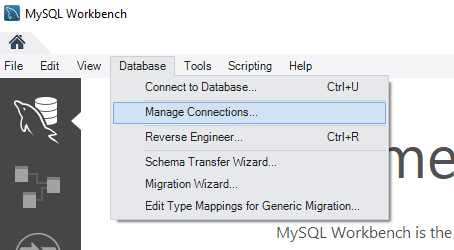 MySQL Workbench
File Edit View Database Tools Scripting Help
Connect to Database... Ctrl+U
Manage Connections...
Reverse Engineer... Ctrl+R
Schema Transfer Wizard...
Migration Wizard...
Edit Type Mappings for Generic Migration...
me
MySQL Workbench is the